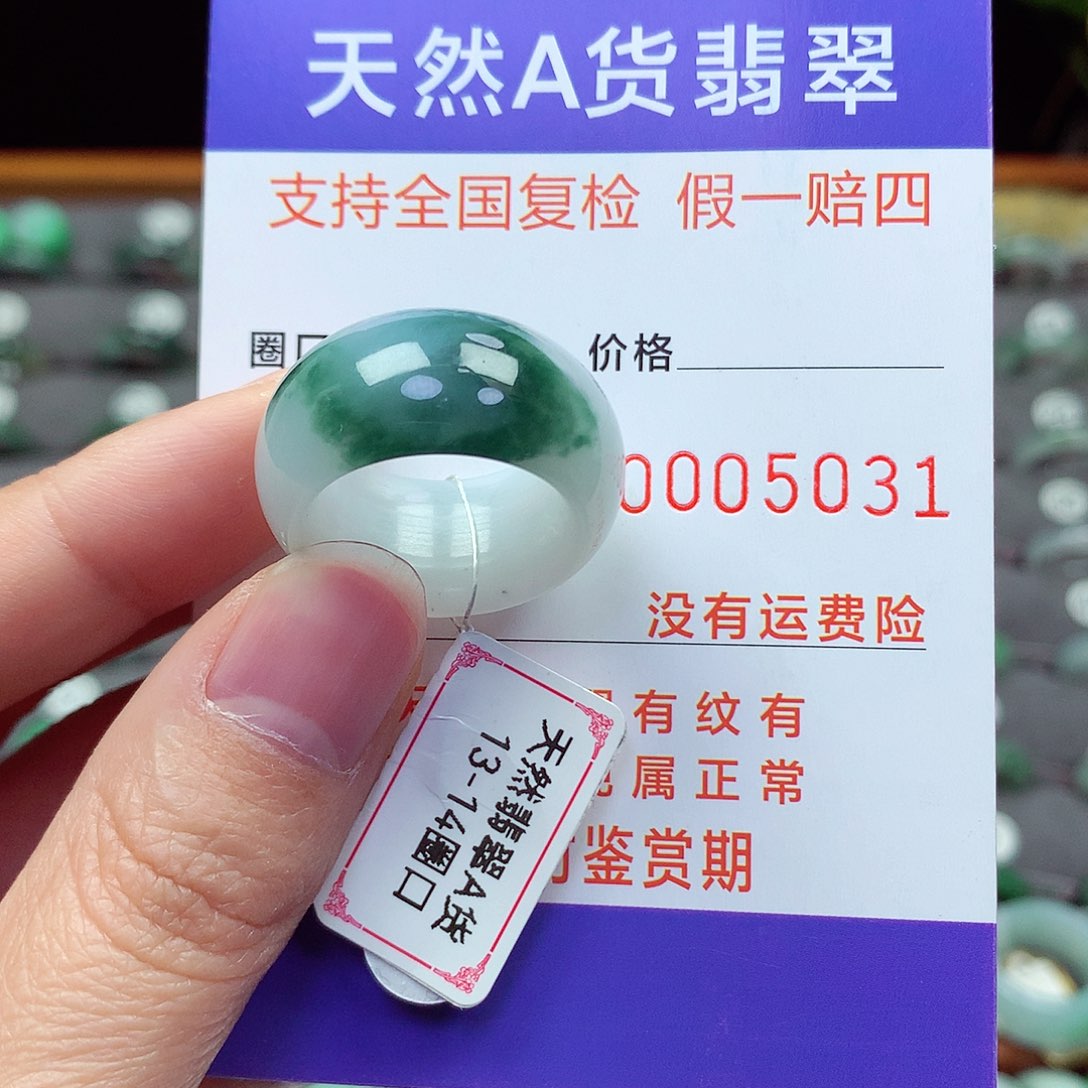 天然A货翡翠
支持全国复检 假一赔四
圈口
价格
0005031
没有运费险
有纹有
属正常
鉴赏期
天然翡翠A货
13-14圈口